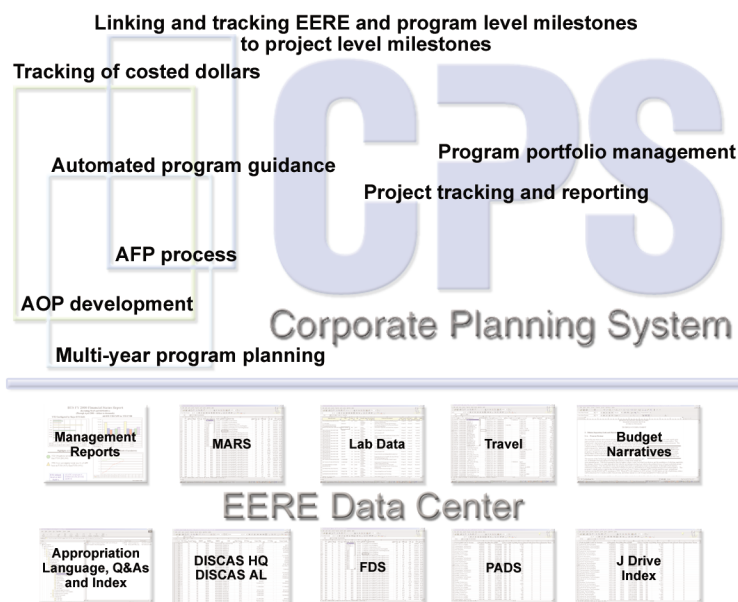 Linking and tracking EERE and program level milestones
to project level milestones
Tracking of costed dollars
CPS
Program portfolio management
Automated program guidance
Project tracking and reporting
AFP process
AOP development
Corporate Planning System
Multi-year program planning
Management
Reports
MARS
Lab Data
Travel
Budget
Narratives
EERE Data Center
Appropriation
Language, Q&As
and Index
DISCAS HQ
DISCAS AL
FDS
PADS
J Drive
Index